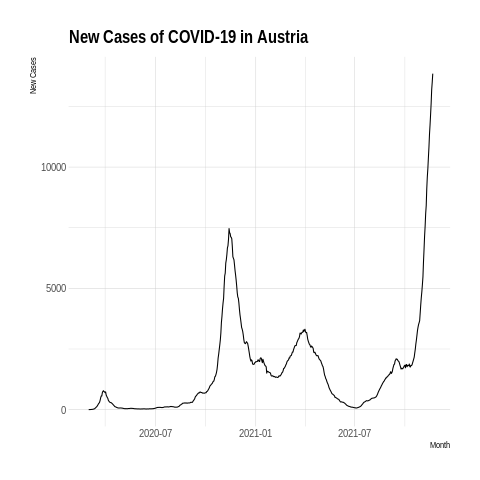 New Cases of COVID-19 in Austria
New Cases
10000
5000
0
2020-07
2021-01
2021-07
Month